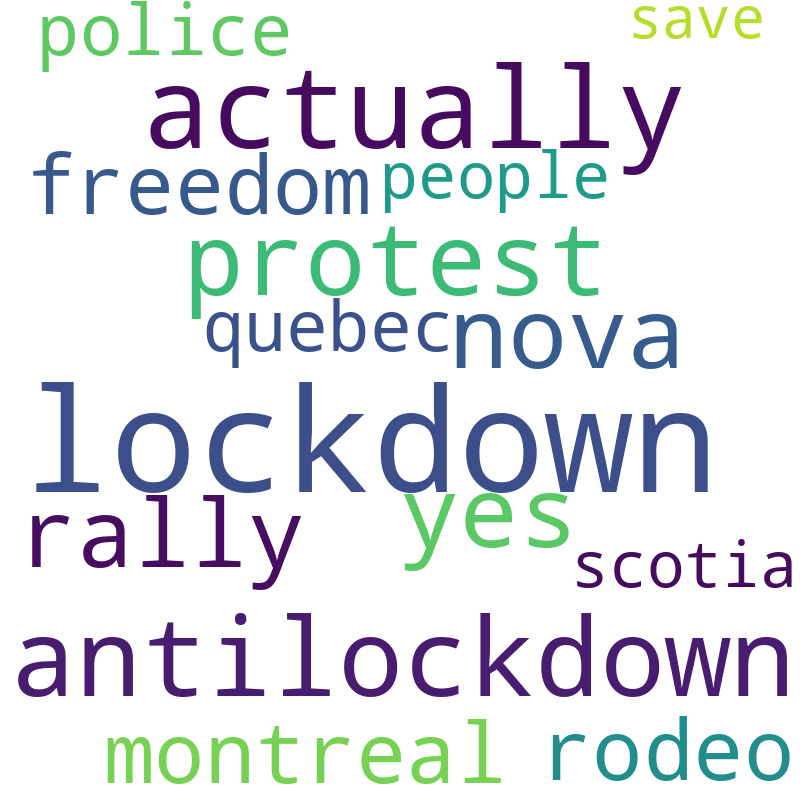 police save
actually
freedom people
protest
quebec nova
lockdown
rally yes
scotia
antilockdown
montreal rodeo